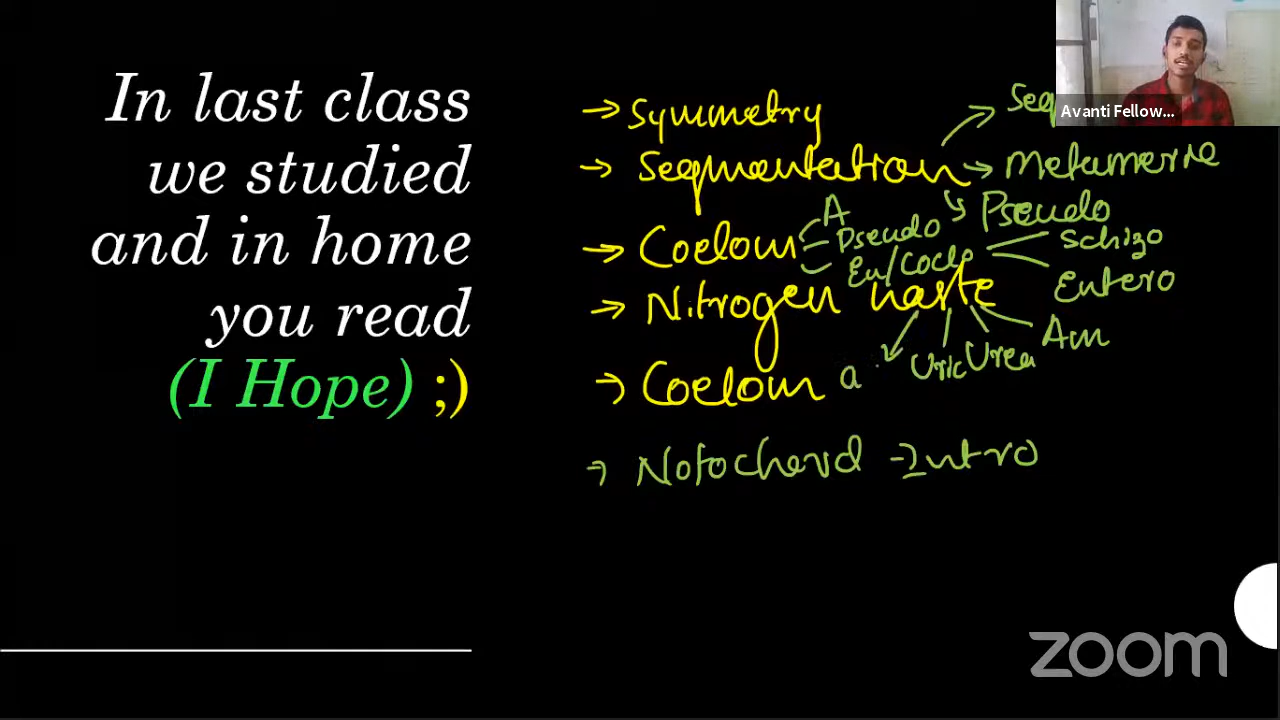 In last class
we studied
and in home
you read
(I Hope) ;)
→ Symmetry
→ Segmentation
→ Metamerie
Pseudo
→ Coelom
A
Pseudo
Eu/Coelo
Schizo
Entero
→ Nitrogen waste
Uric
Urea
Am
→ Coelom a
→ Notochord → Intro
Avanti Fellow...
zoom